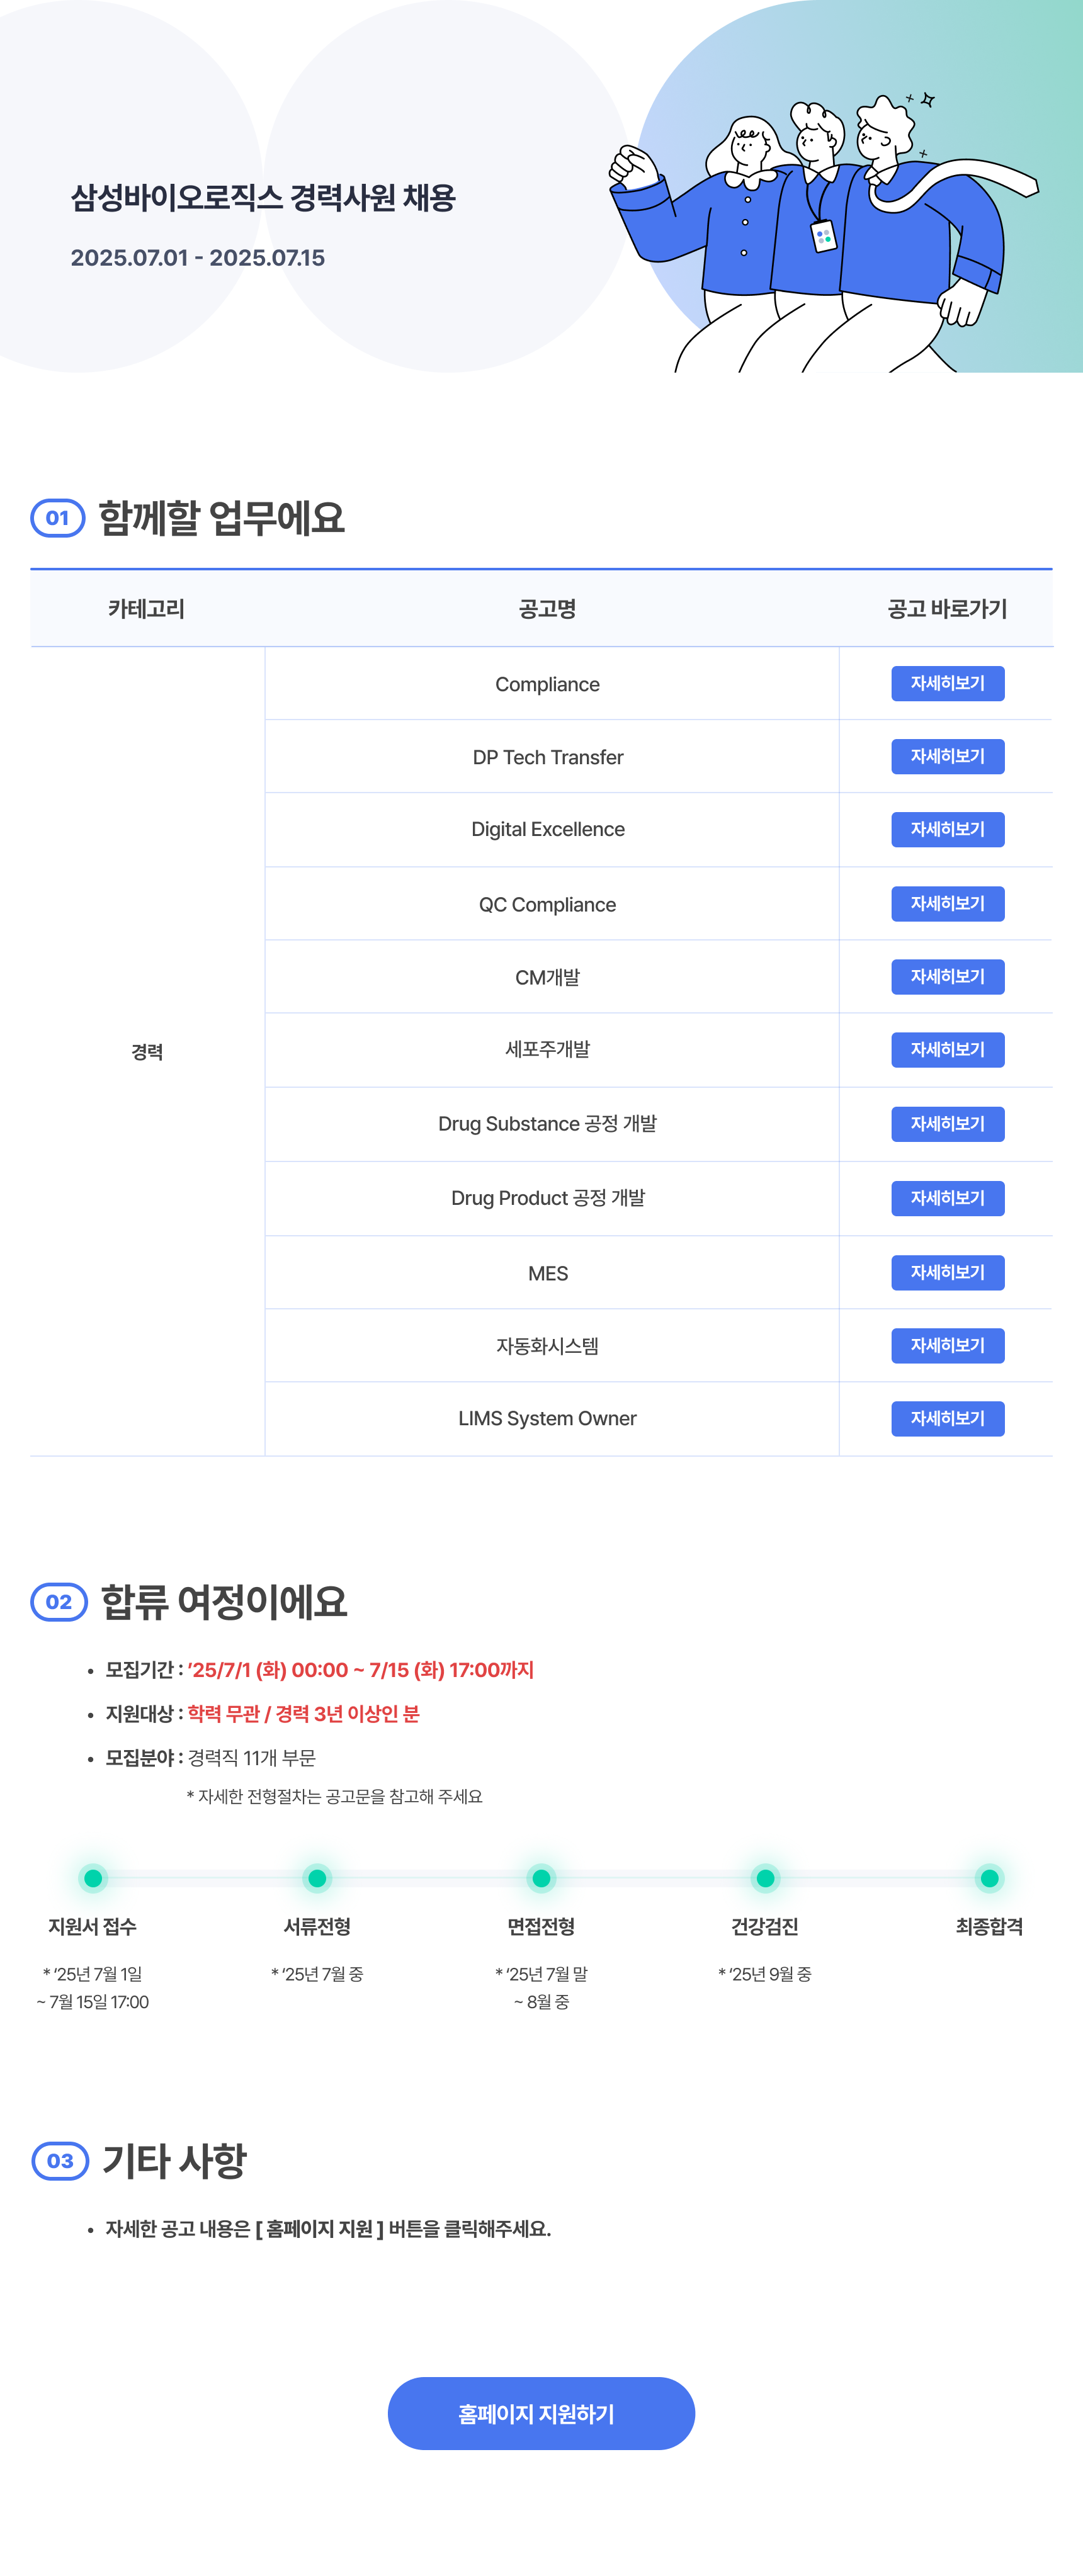 삼성바이오로직스 경력사원 채용
2025.07.01 - 2025.07.15
01 함께할 업무에요
카테고리 공고명 공고 바로가기
경력
Compliance 자세히보기
DP Tech Transfer 자세히보기
Digital Excellence 자세히보기
QC Compliance 자세히보기
CM개발 자세히보기
세포주개발 자세히보기
Drug Substance 공정 개발 자세히보기
Drug Product 공정 개발 자세히보기
MES 자세히보기
자동화시스템 자세히보기
LIMS System Owner 자세히보기
02 합류 여정이에요
• 모집기간 : ’25/7/1 (화) 00:00 ~ 7/15 (화) 17:00까지
• 지원대상 : 학력 무관 / 경력 3년 이상인 분
• 모집분야 : 경력직 11개 부문
* 자세한 전형절차는 공고문을 참고해 주세요
지원서 접수 서류전형 면접전형 건강검진 최종합격
* ‘25년 7월 1일 * ‘25년 7월 중 * ‘25년 7월 말 * ‘25년 9월 중
~ 7월 15일 17:00 ~ 8월 중
03 기타 사항
• 자세한 공고 내용은 [ 홈페이지 지원 ] 버튼을 클릭해주세요.
홈페이지 지원하기